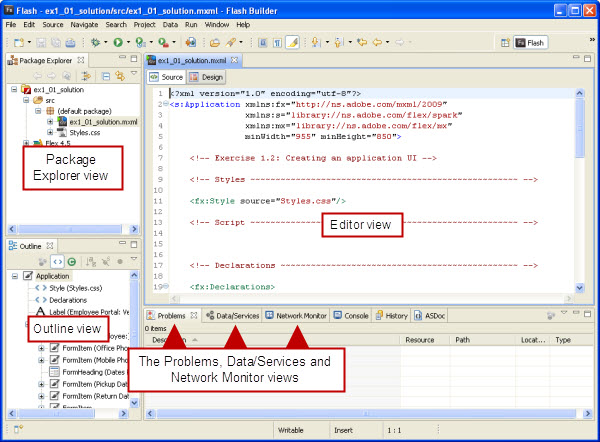 Flash - ex1_01_solution/src/ex1_01_solution.mxml - Flash Builder
File Edit Source Navigate Search Project Data Run Window Help
Flash
Package Explorer
ex1_01_solution
src
(default package)
ex1_01_solution.mxml
Styles.css
Flex 4.5
Package
Explorer view
ex1_01_solution.mxml
Source Design
1 <?xml version="1.0" encoding="utf-8"?>
2 <s:Application xmlns:fx="http://ns.adobe.com/mxml/2009"
3 xmlns:s="library://ns.adobe.com/flex/spark"
4 xmlns:mx="library://ns.adobe.com/flex/mx"
5 minWidth="955" minHeight="850">
6
7 <!-- Exercise 1.2: Creating an application UI -->
8
9 <!-- Styles -->
10
11 <fx:Style source="Styles.css"/>
12
13 <!-- Script -->
14
15
16
17 <!-- Declarations -->
18
19 <fx:Declarations>
Editor view
Outline
Application
Style (Styles.css)
Declarations
Label (Employee Portal: Ve
Outline view
FormItem (Office Pho
FormItem (Mobile Pho
FormHeading (Dates
FormItem (Pickup Dat
FormItem (Return Dat
FormItem
Problems Data/Services Network Monitor Console History ASDoc
0 items
Resource Path Locat... Type
The Problems, Data/Services and
Network Monitor views
Writable Insert 1 : 1